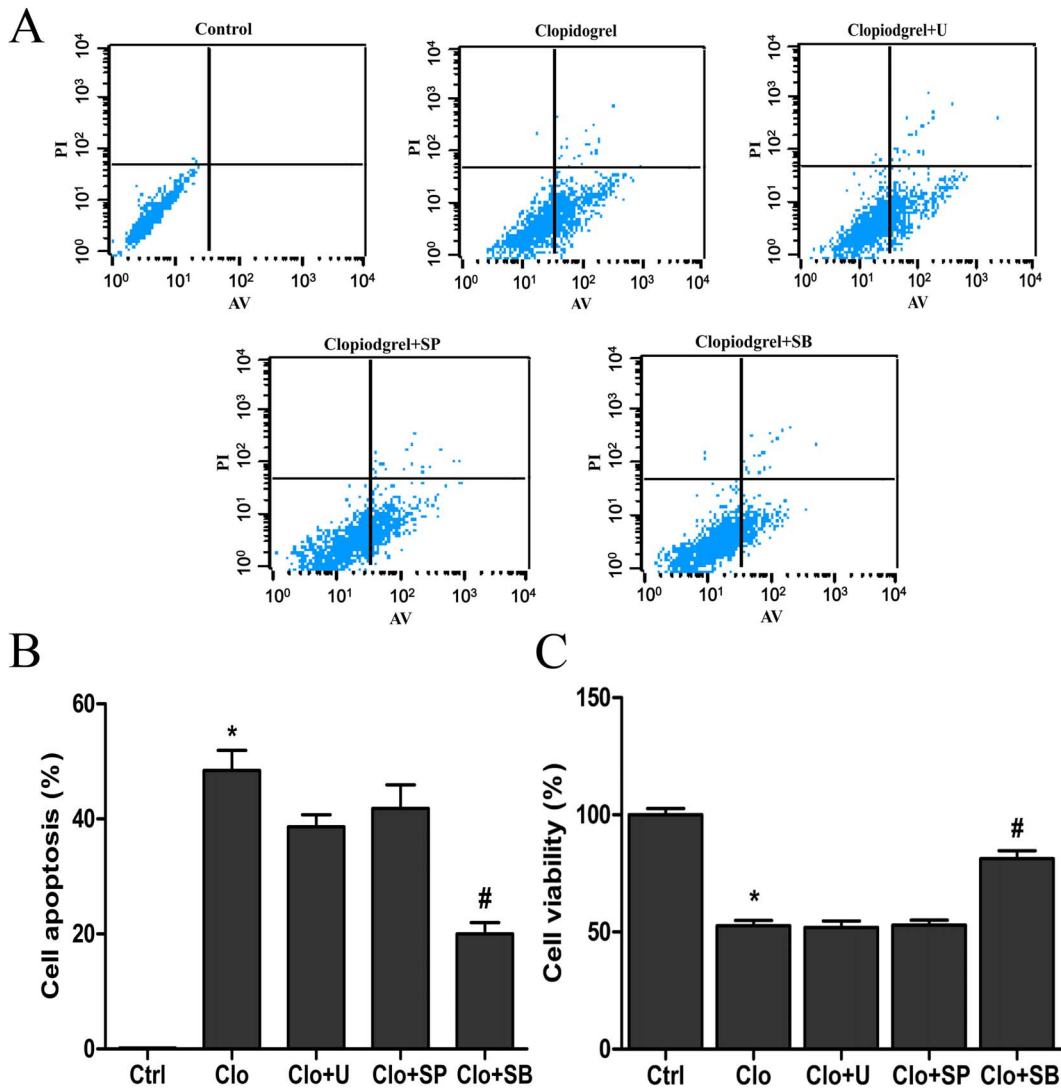 A
Control
PI
10⁴
10³
10²
10¹
10⁰
10⁰ 10¹ 10² 10³ 10⁴
AV
Clopidogrel
PI
10⁴
10³
10²
10¹
10⁰
10⁰ 10¹ 10² 10³ 10⁴
AV
Clopiodgrel+U
PI
10⁴
10³
10²
10¹
10⁰
10⁰ 10¹ 10² 10³ 10⁴
AV
Clopiodgrel+SP
PI
10⁴
10³
10²
10¹
10⁰
10⁰ 10¹ 10² 10³ 10⁴
AV
Clopiodgrel+SB
PI
10⁴
10³
10²
10¹
10⁰
10⁰ 10¹ 10² 10³ 10⁴
AV
B
Cell apoptosis (%)
60
40
20
0
*
#
Ctrl Clo Clo+U Clo+SP Clo+SB
C
Cell viability (%)
150
100
50
0
*
#
Ctrl Clo Clo+U Clo+SP Clo+SB